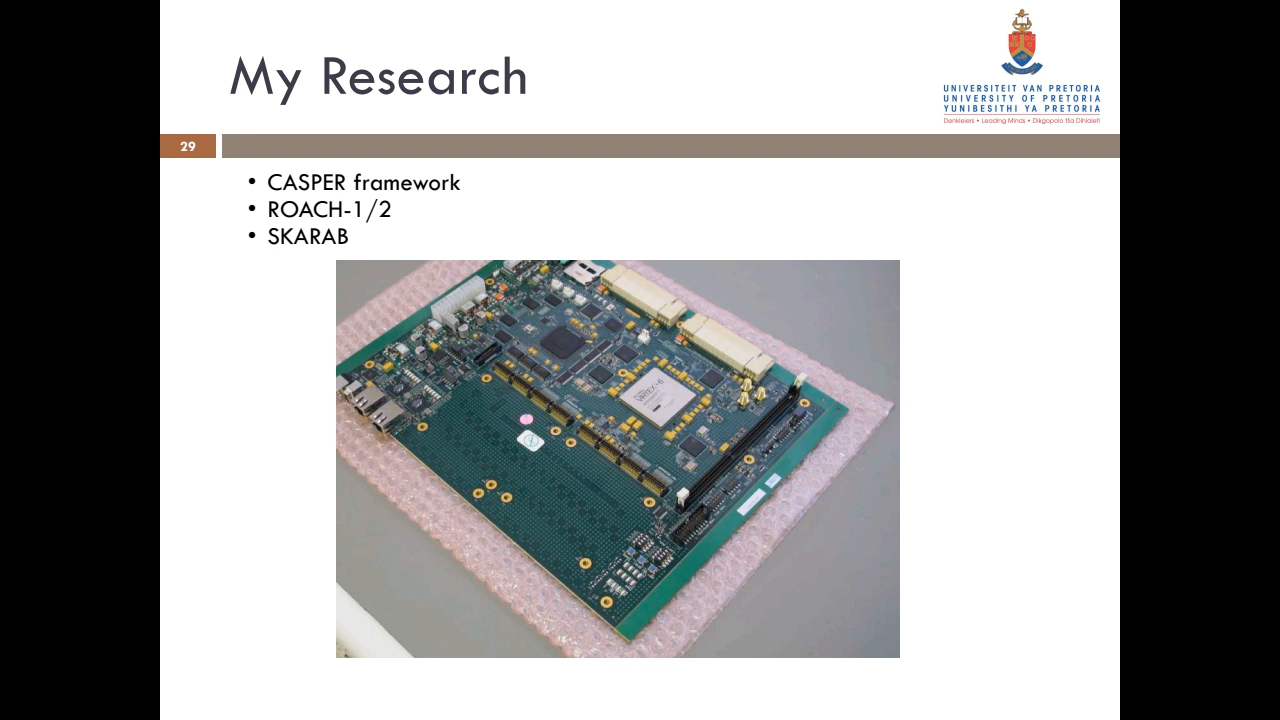 My Research
UNIVERSITEIT VAN PRETORIA
UNIVERSITY OF PRETORIA
YUNIBESITHI YA PRETORIA
Denkleiers • Leading Minds • Dikgopolo tša Dihlalefi
29
• CASPER framework
• ROACH-1/2
• SKARAB
VIRTEX-6